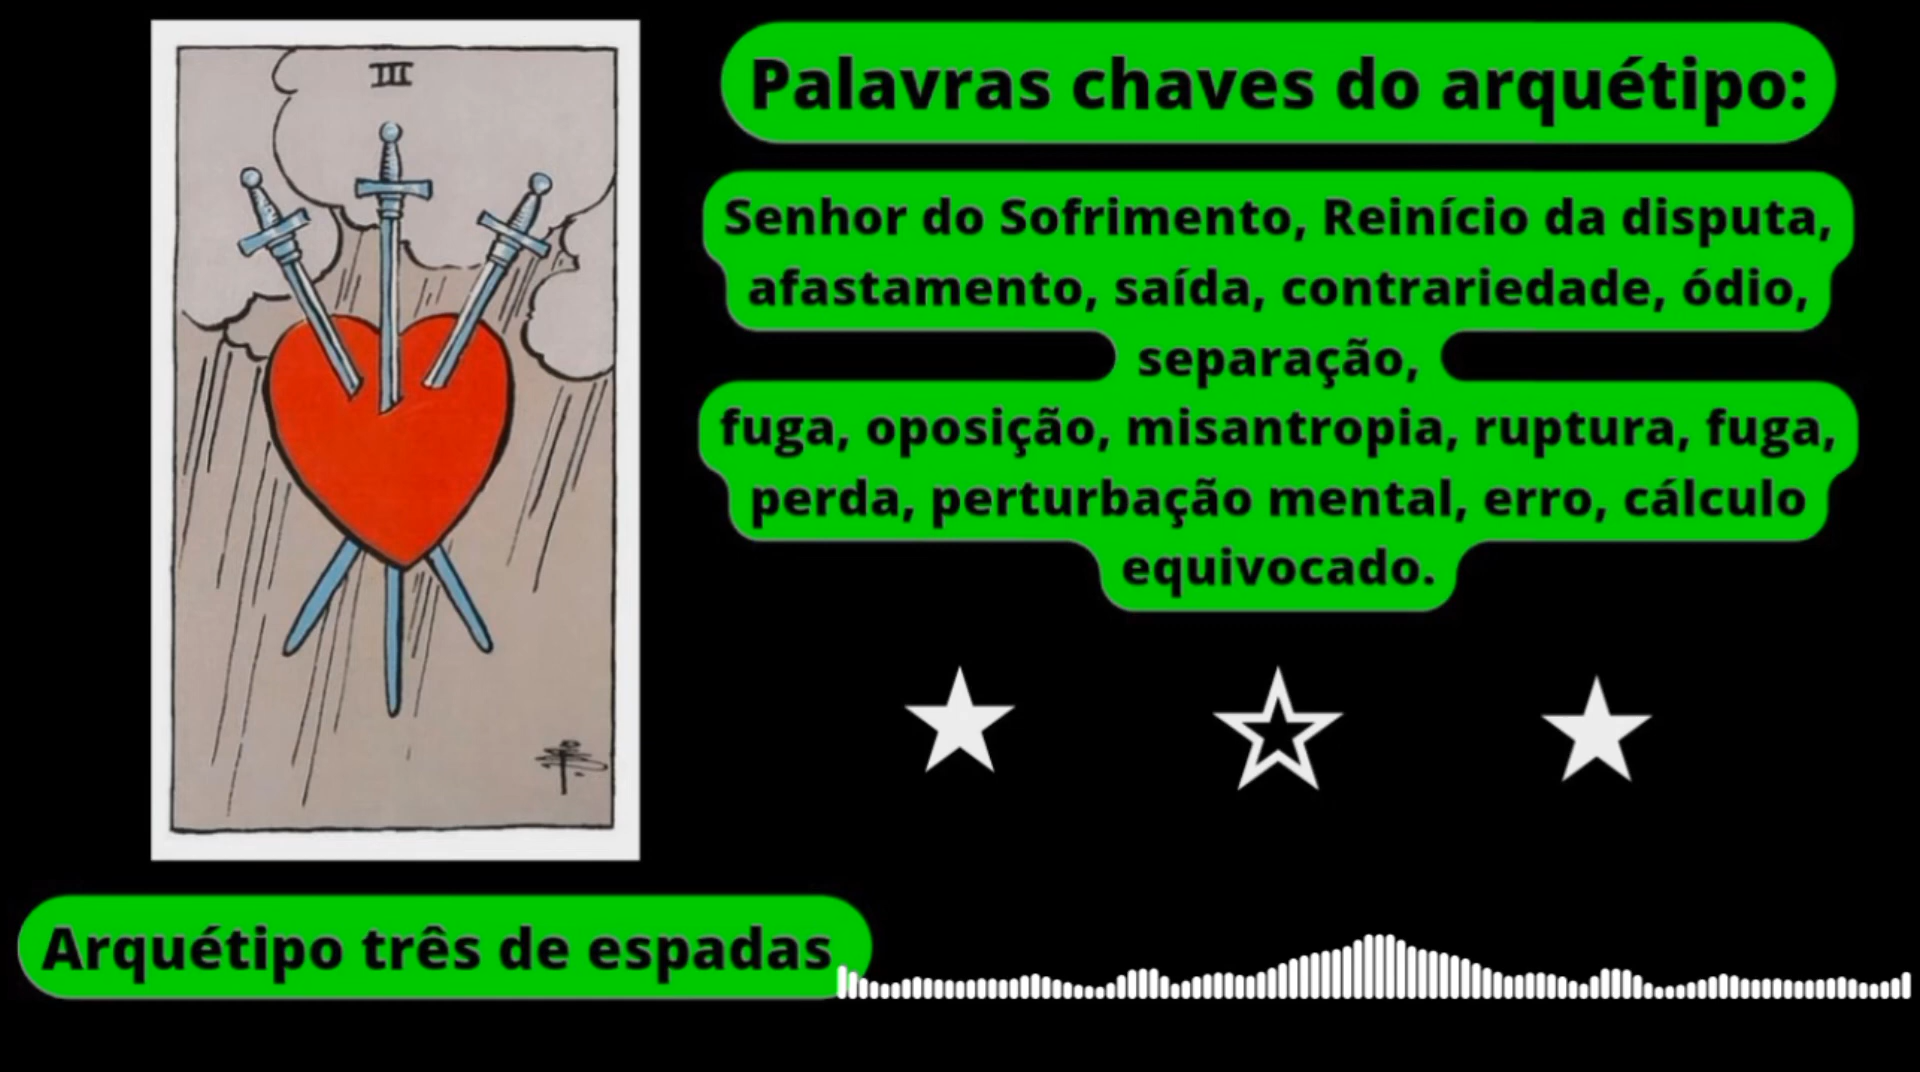 III
Palavras chaves do arquétipo:
Senhor do Sofrimento, Reinício da disputa,
afastamento, saída, contrariedade, ódio,
separação,
fuga, oposição, misantropia, ruptura, fuga,
perda, perturbação mental, erro, cálculo
equivocado.
Arquétipo três de espadas